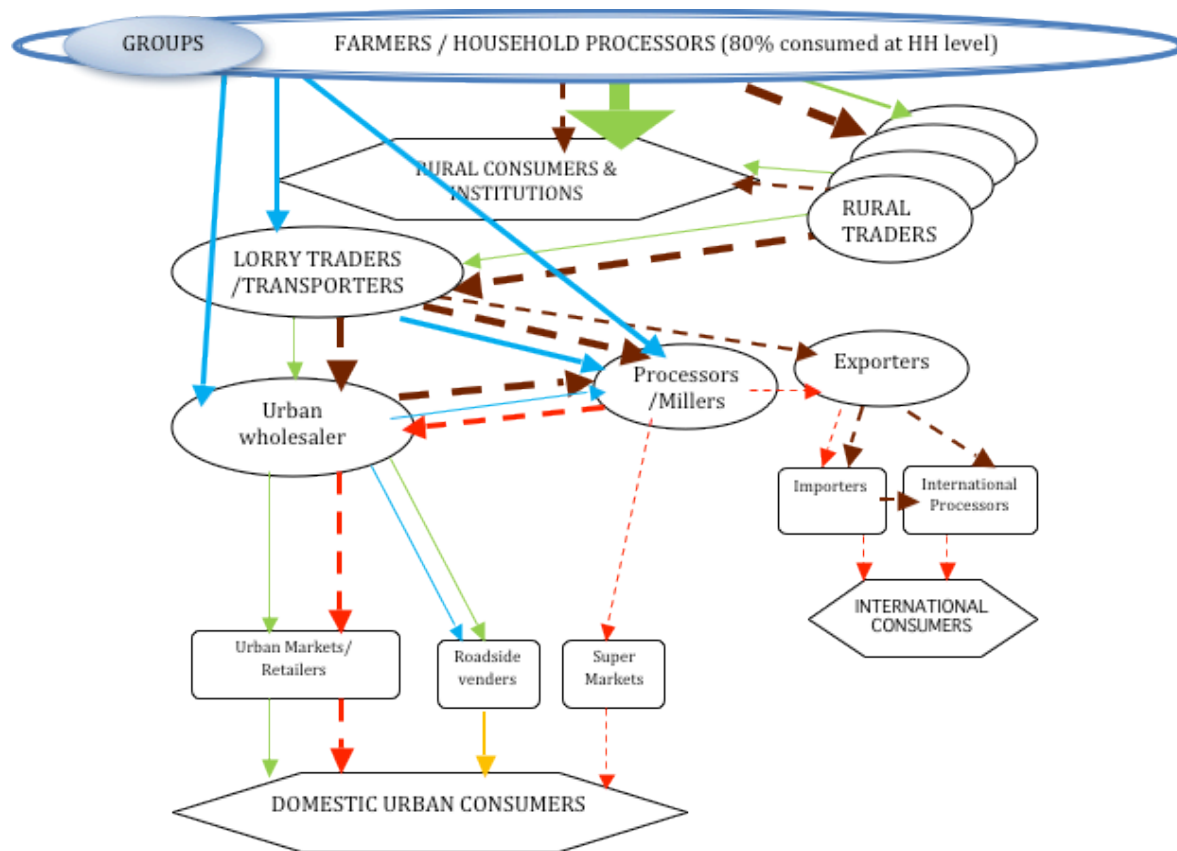 GROUPS
FARMERS / HOUSEHOLD PROCESSORS (80% consumed at HH level)
RURAL CONSUMERS &
INSTITUTIONS
RURAL
TRADERS
LORRY TRADERS
/TRANSPORTERS
Exporters
Processors
/Millers
Urban
wholesaler
Importers
International
Processors
INTERNATIONAL
CONSUMERS
Urban Markets/
Retailers
Roadside
venders
Super
Markets
DOMESTIC URBAN CONSUMERS